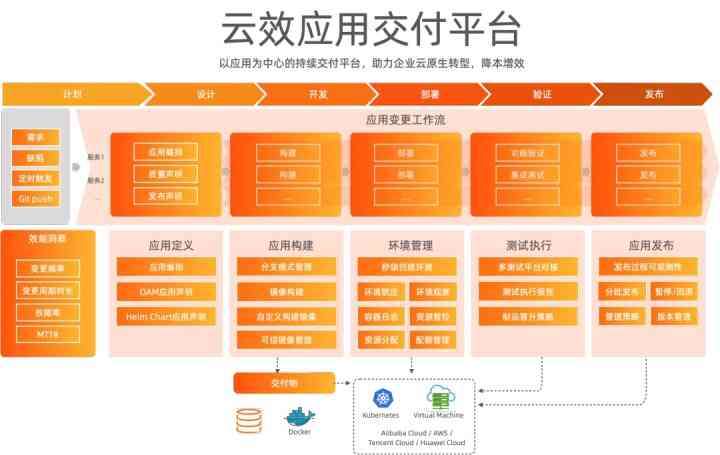 云效应用交付平台
以应用为中心的持续交付平台，助力企业云原生转型，降本增效
计划
设计
开发
部署
验证
发布
应用变更工作流
需求
缺陷
定时触发
Git push
服务1
服务2
...
应用编排
质量声明
发布声明
构建
构建
...
部署
部署
...
功能验证
集成测试
...
发布
发布
...
效能洞察
变更频率
变更周期时长
故障率
MTTR
应用定义
应用编排
OAM应用声明
Helm Chart应用声明
应用构建
分支模式管理
镜像构建
自定义构建镜像
可信镜像管理
环境管理
秒级创建环境
环境锁定
环境观测
容器日志
资源管控
资源分配
配置管理
测试执行
多测试平台对接
测试执行报告
制品晋升策略
应用发布
发布过程可观测性
分批发布
暂停/回滚
管道策略
版本管理
交付物
Docker
Kubernetes
Virtual Machine
Alibaba Cloud / AWS /
Tencent Cloud / Huawei Cloud